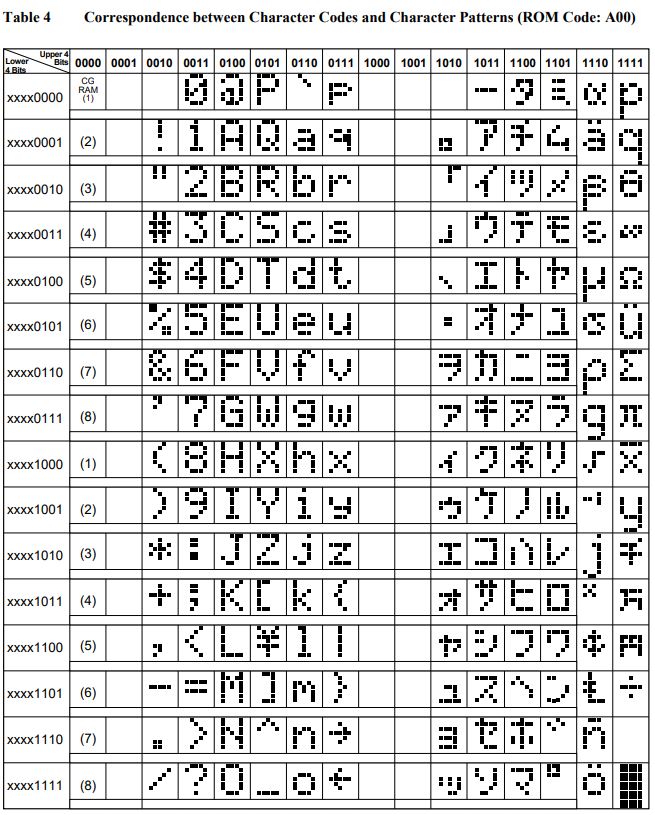 Table 4 Correspondence between Character Codes and Character Patterns (ROM Code: A00)
Lower 4 Bits Upper 4 Bits 0000 0001 0010 0011 0100 0101 0110 0111 1000 1001 1010 1011 1100 1101 1110 1111
xxxx0000 CG RAM (1) 0 @ P ` p ー タ ミ α p
xxxx0001 (2) ! 1 A Q a q 。 ア チ ム ä q
xxxx0010 (3) " 2 B R b r 「 イ ツ メ β θ
xxxx0011 (4) # 3 C S c s 」 ウ テ モ ε ∞
xxxx0100 (5) $ 4 D T d t 、 エ ト ヤ μ Ω
xxxx0101 (6) % 5 E U e u ・ オ ナ ユ σ ü
xxxx0110 (7) & 6 F V f v ヲ カ ニ ヨ ρ Σ
xxxx0111 (8) ' 7 G W g w ァ キ ヌ ラ g π
xxxx1000 (1) ( 8 H X h x ィ ク ネ リ √ x̄
xxxx1001 (2) ) 9 I Y i y ゥ ケ ノ ル ⁻¹ y
xxxx1010 (3) * : J Z j z ェ コ ハ レ j 千
xxxx1011 (4) + ; K [ k { ォ サ ヒ ロ ˣ 万
xxxx1100 (5) , < L ¥ l | ャ シ フ ワ ¢ 円
xxxx1101 (6) - = M ] m } ュ ス ヘ ン £ ÷
xxxx1110 (7) . > N ^ n → ョ セ ホ ゛ ñ
xxxx1111 (8) / ? O _ o ← ッ ソ マ ゜ ö █